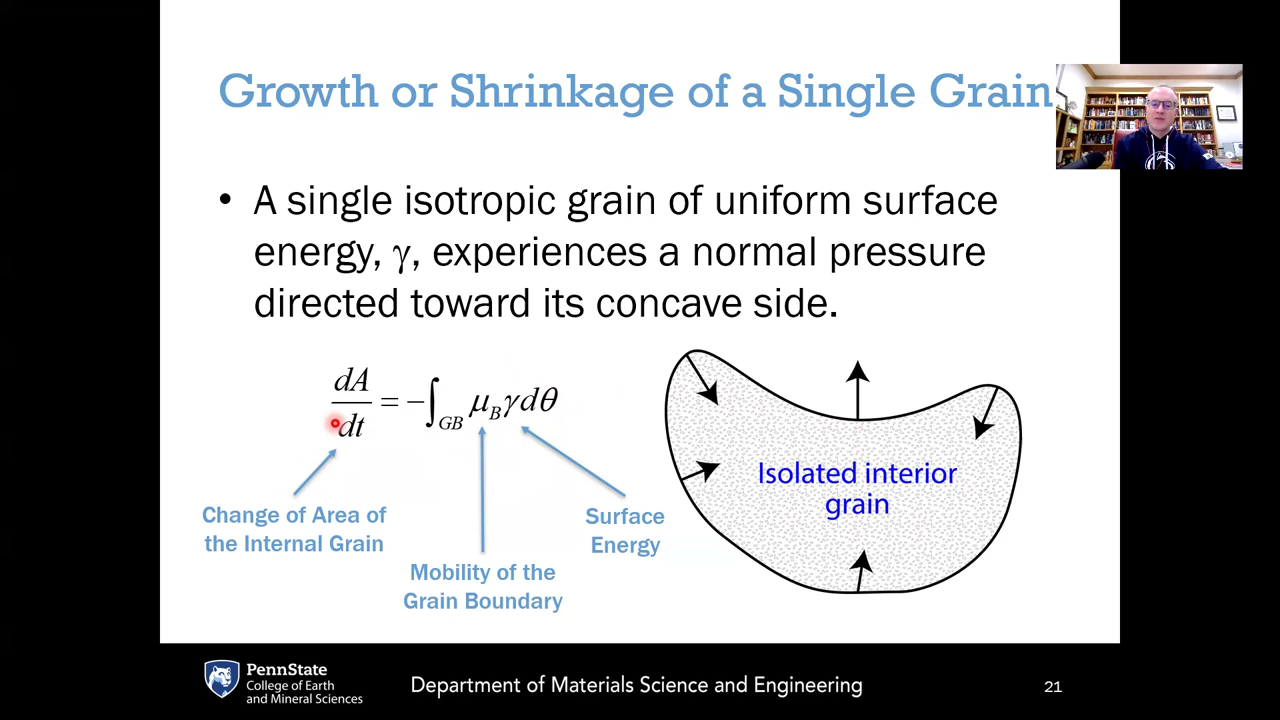 Growth or Shrinkage of a Single Grain
• A single isotropic grain of uniform surface
energy, γ, experiences a normal pressure
directed toward its concave side.
dA/dt = −∫_GB μ_B γ dθ
Change of Area of
the Internal Grain
Mobility of the
Grain Boundary
Surface
Energy
Isolated interior
grain
PennState
College of Earth
and Mineral Sciences
Department of Materials Science and Engineering
21